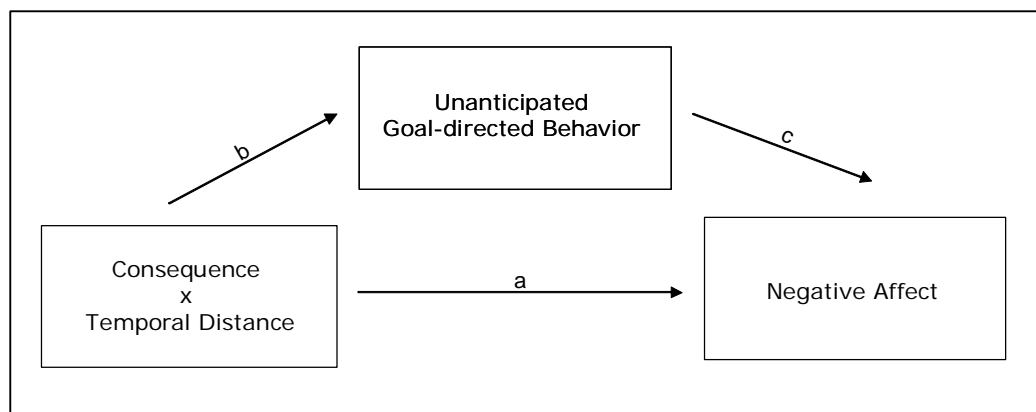 Unanticipated
Goal-directed Behavior
b
c
Consequence
x
Temporal Distance
a
Negative Affect